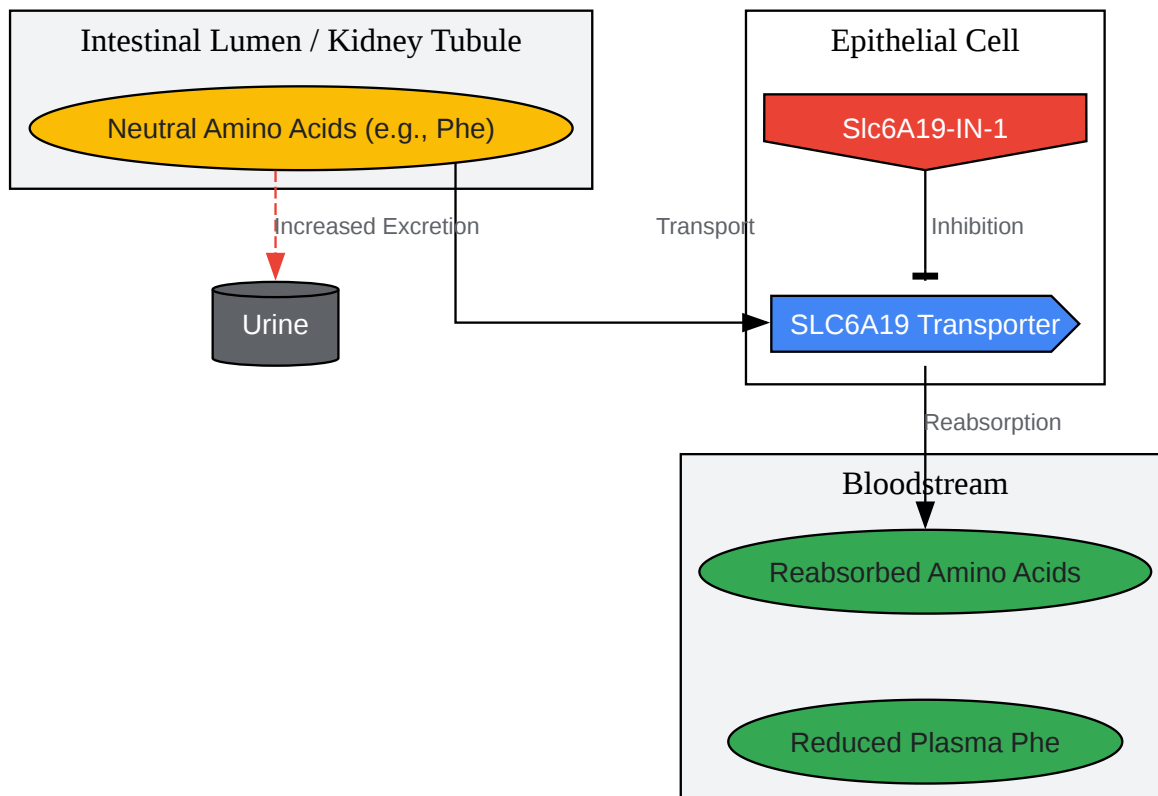 Intestinal Lumen / Kidney Tubule
Epithelial Cell
Neutral Amino Acids (e.g., Phe)
Slc6A19-IN-1
Increased Excretion
Transport
Inhibition
Urine
SLC6A19 Transporter
Reabsorption
Bloodstream
Reabsorbed Amino Acids
Reduced Plasma Phe